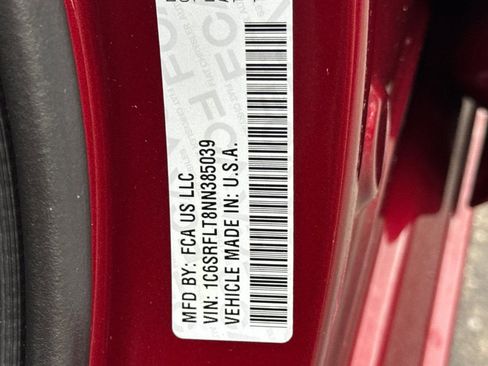 MFD BY: FCA US LLC
VIN: 1C6SRFLT8NN385039
VEHICLE MADE IN: U.S.A.